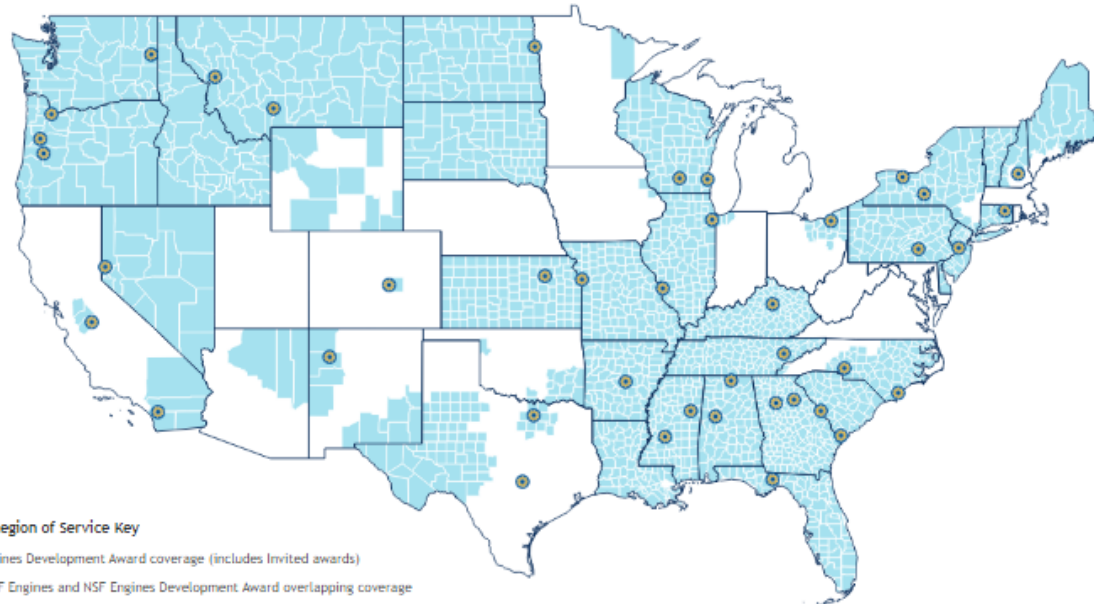 egion of Service Key
ines Development Award coverage (includes Invited awards)
F Engines and NSF Engines Development Award overlapping coverage